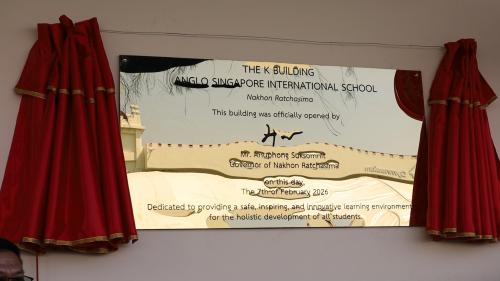 THE K BUILDING
ANGLO SINGAPORE INTERNATIONAL SCHOOL
Nakhon Ratchasima
This building was officially opened by
Mr. Anuphong Suksomnit
Governor of Nakhon Ratchasima
on this day,
The 7th of February 2026
Dedicated to providing a safe, inspiring, and innovative learning environment
for the holistic development of all students.